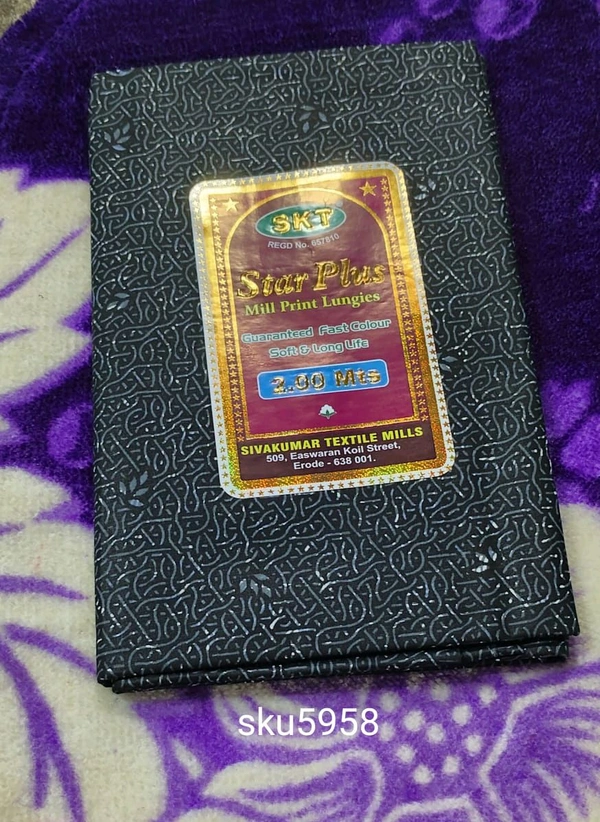 SKT
REGD No. 657810
Star Plus
Mill Print Lungies
Guaranteed Fast Colour
Soft & Long Life
2.00 Mts
SIVAKUMAR TEXTILE MILLS
509, Easwaran Koil Street,
Erode - 638 001.
sku5958